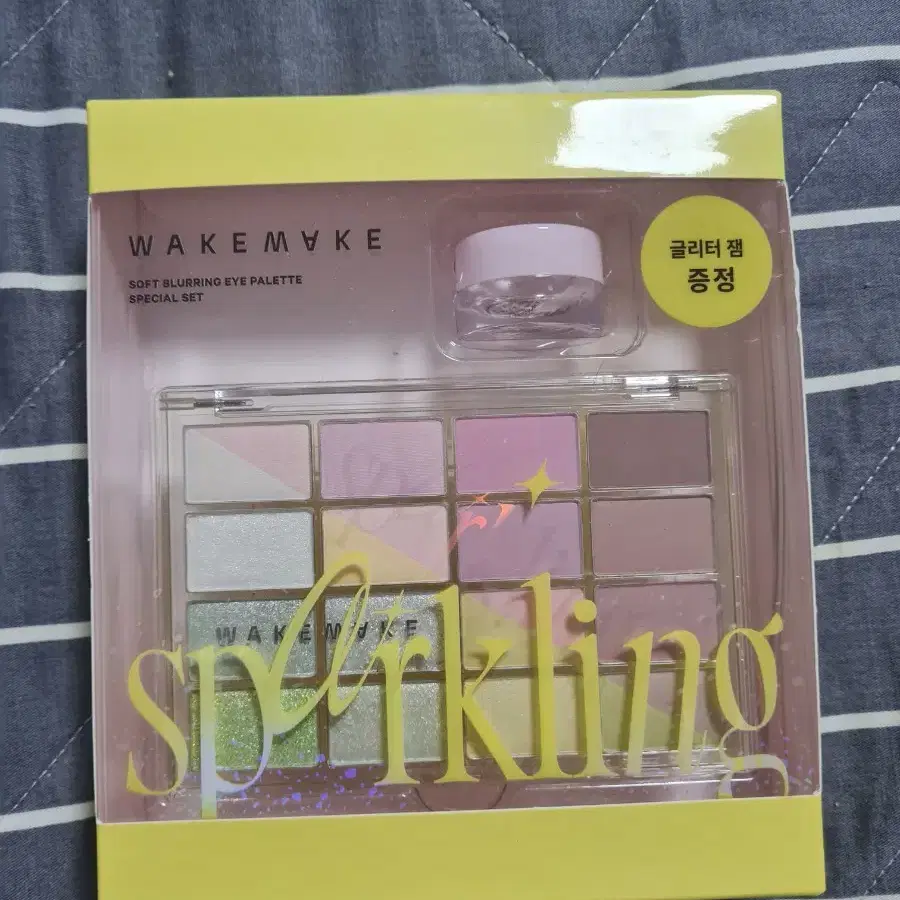 WAKEMAKE
SOFT BLURRING EYE PALETTE
SPECIAL SET
글리터 잼
증정
WAKEMAKE
sparkling